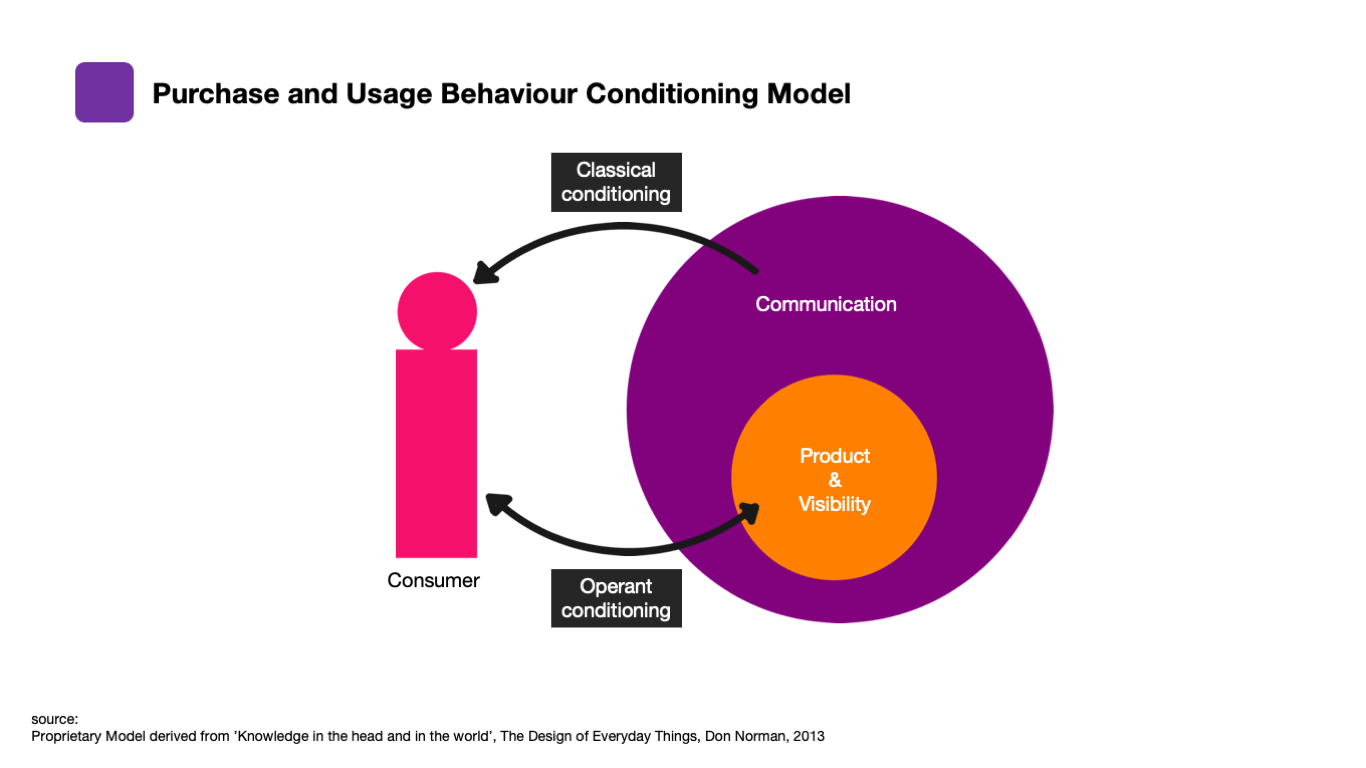 Purchase and Usage Behaviour Conditioning Model
Classical
conditioning
Communication
Product
&
Visibility
Consumer
Operant
conditioning
source:
Proprietary Model derived from ’Knowledge in the head and in the world’, The Design of Everyday Things, Don Norman, 2013